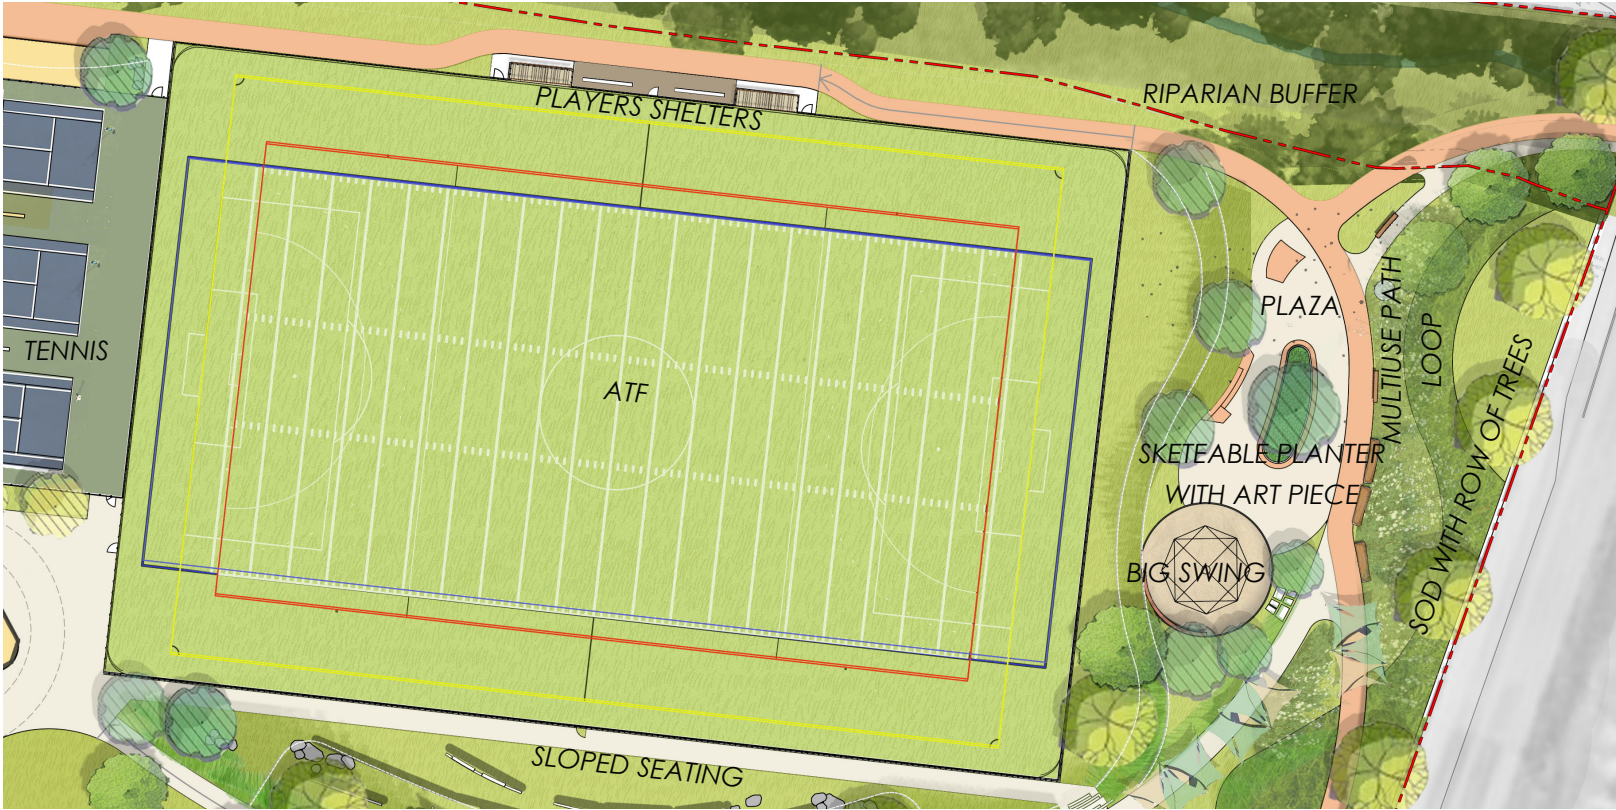 RIPARIAN BUFFER
PLAYERS SHELTERS
PLAZA
TENNIS
ATF
MULTIUSE PATH
LOOP
SOD WITH ROW OF TREES
SKETEABLE PLANTER
WITH ART PIECE
BIG SWING
SLOPED SEATING